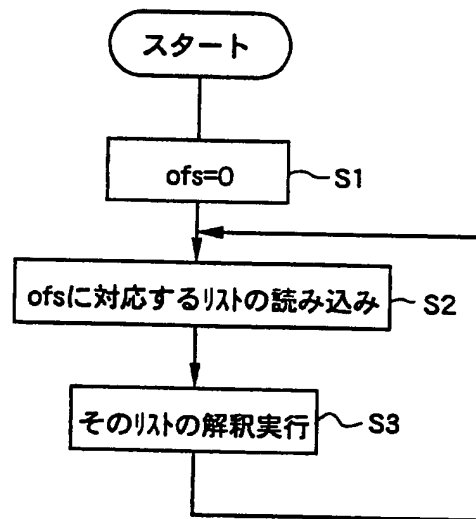 スタート
ofs=0
S1
ofsに対応するリストの読み込み
S2
そのリストの解釈実行
S3